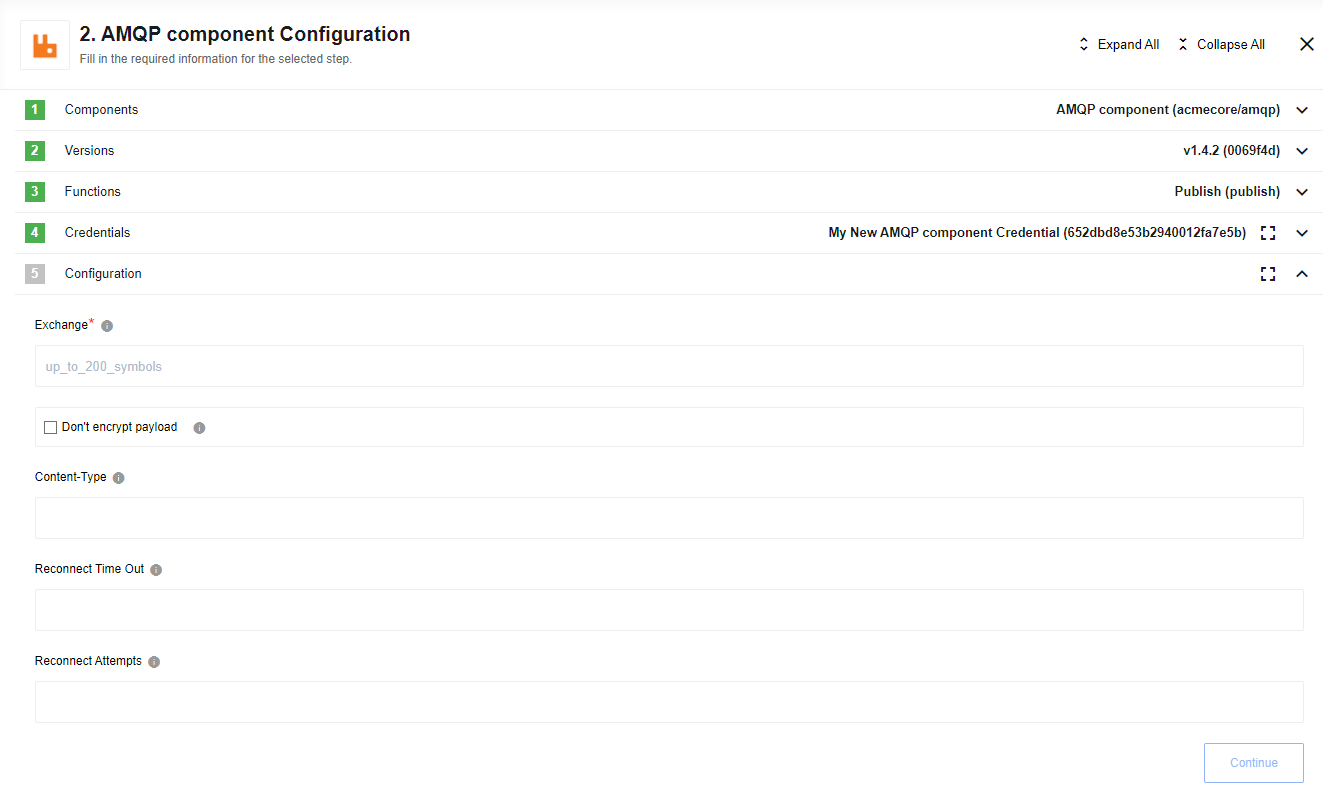 2. AMQP component Configuration
Fill in the required information for the selected step.
Expand All
Collapse All
1 Components AMQP component (acmecore/amqp)
2 Versions v1.4.2 (0069f4d)
3 Functions Publish (publish)
4 Credentials My New AMQP component Credential (652dbd8e53b2940012fa7e5b)
5 Configuration
Exchange*
up_to_200_symbols
Don't encrypt payload
Content-Type
Reconnect Time Out
Reconnect Attempts
Continue